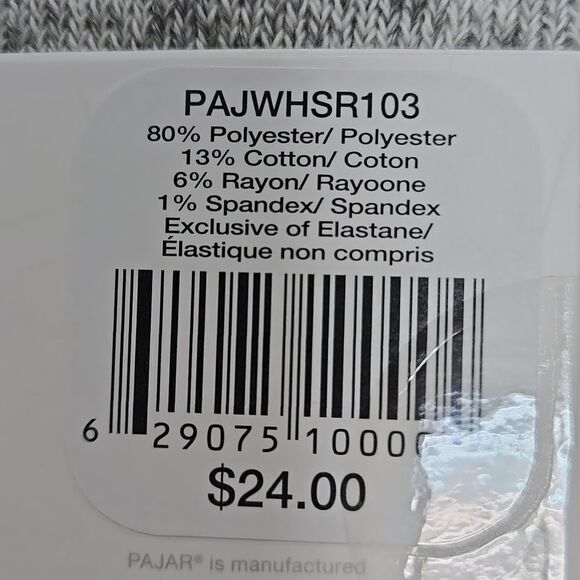 PAJWHSR103
80% Polyester/ Polyester
13% Cotton/ Coton
6% Rayon/ Rayoone
1% Spandex/ Spandex
Exclusive of Elastane/
Élastique non compris
6 29075 1000
$24.00
PAJAR® is manufactured